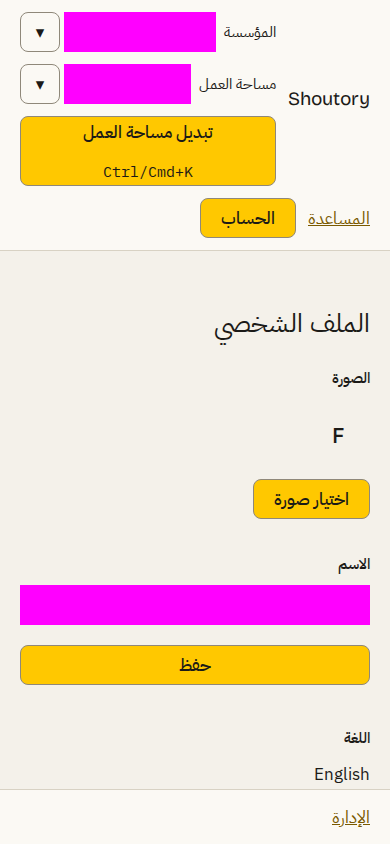 Shoutory
المؤسسة
▼
مساحة العمل
▼
تبديل مساحة العمل
Ctrl/Cmd+K
المساعدة
الحساب
الملف الشخصي
الصورة
F
اختيار صورة
الاسم
حفظ
اللغة
English
الإدارة